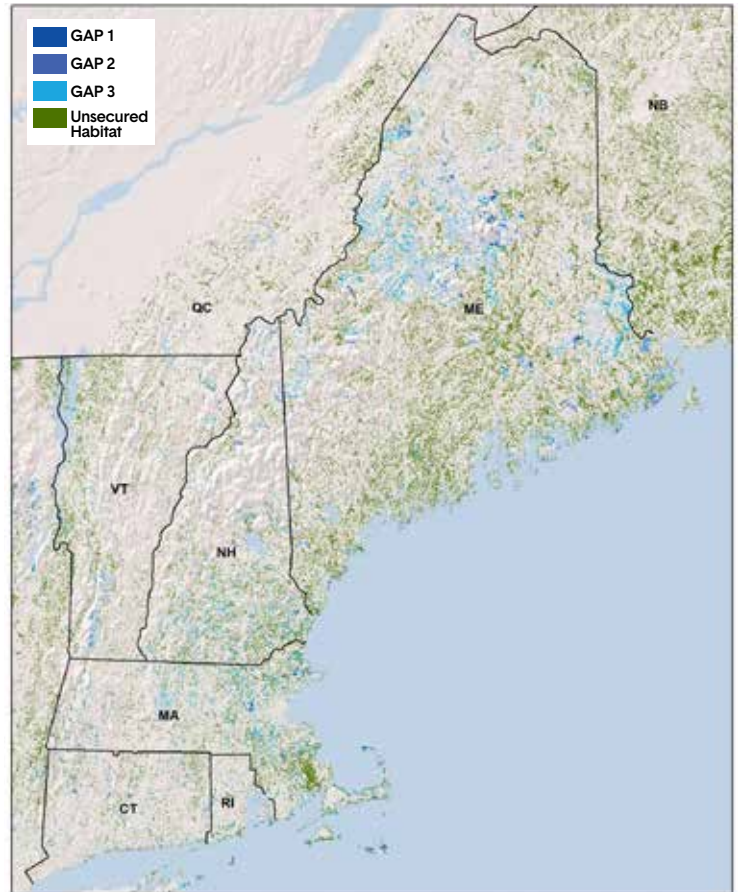 GAP 1
GAP 2
GAP 3
Unsecured
Habitat
NB
QC
ME
VT
NH
MA
CT
RI